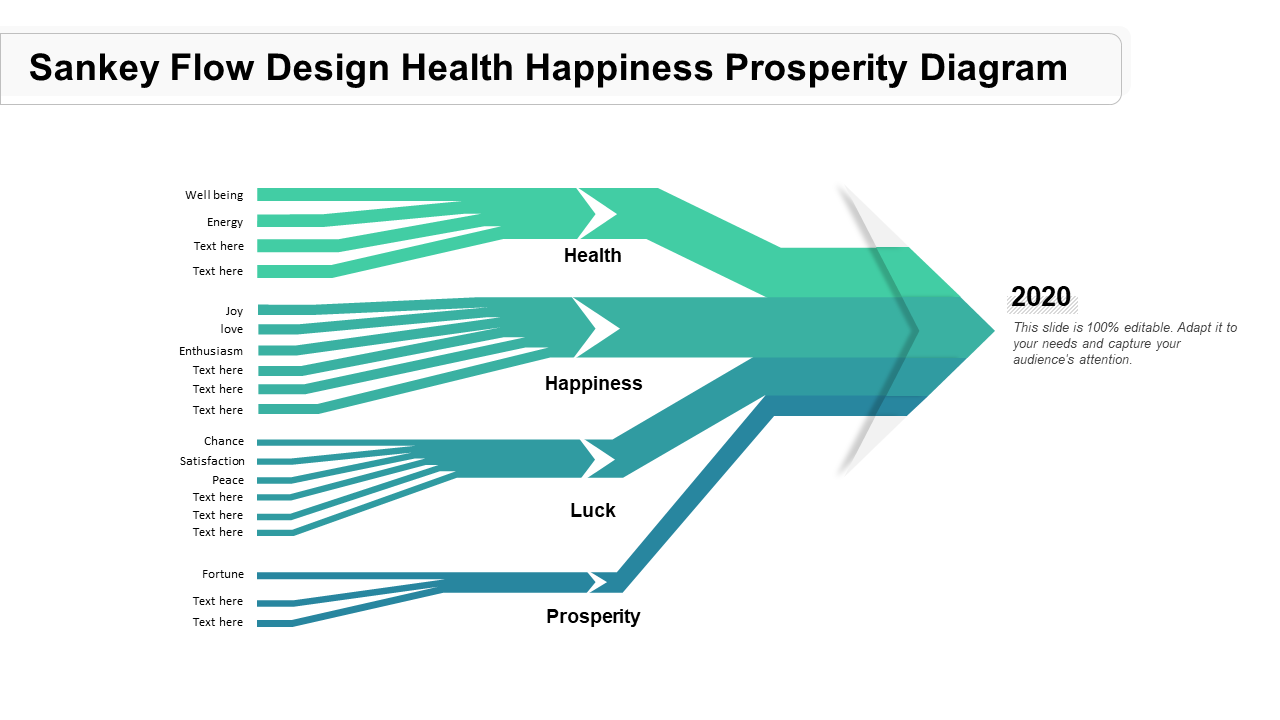 Sankey Flow Design Health Happiness Prosperity Diagram
Well being
Energy
Text here
Text here
Health
Joy
love
Enthusiasm
Text here
Text here
Text here
Happiness
Chance
Satisfaction
Peace
Text here
Text here
Text here
Luck
Fortune
Text here
Text here
Prosperity
2020
This slide is 100% editable. Adapt it to
your needs and capture your
audience's attention.